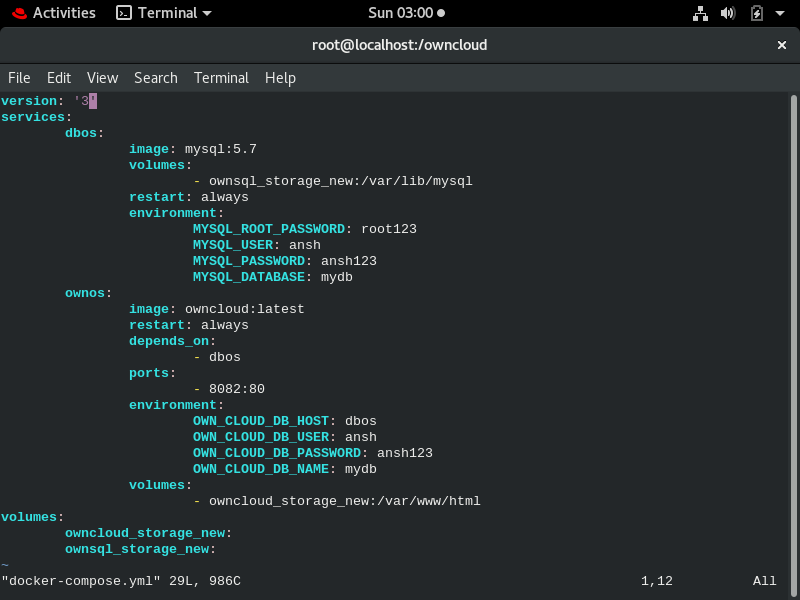 Activities Terminal Sun 03:00
root@localhost:/owncloud ×
File Edit View Search Terminal Help
version: '3'
services:
        dbos:
                image: mysql:5.7
                volumes:
                        - ownsql_storage_new:/var/lib/mysql
                restart: always
                environment:
                        MYSQL_ROOT_PASSWORD: root123
                        MYSQL_USER: ansh
                        MYSQL_PASSWORD: ansh123
                        MYSQL_DATABASE: mydb
        ownos:
                image: owncloud:latest
                restart: always
                depends_on:
                        - dbos
                ports:
                        - 8082:80
                environment:
                        OWN_CLOUD_DB_HOST: dbos
                        OWN_CLOUD_DB_USER: ansh
                        OWN_CLOUD_DB_PASSWORD: ansh123
                        OWN_CLOUD_DB_NAME: mydb
                volumes:
                        - owncloud_storage_new:/var/www/html
volumes:
        owncloud_storage_new:
        ownsql_storage_new:
~
"docker-compose.yml" 29L, 986C 1,12 All